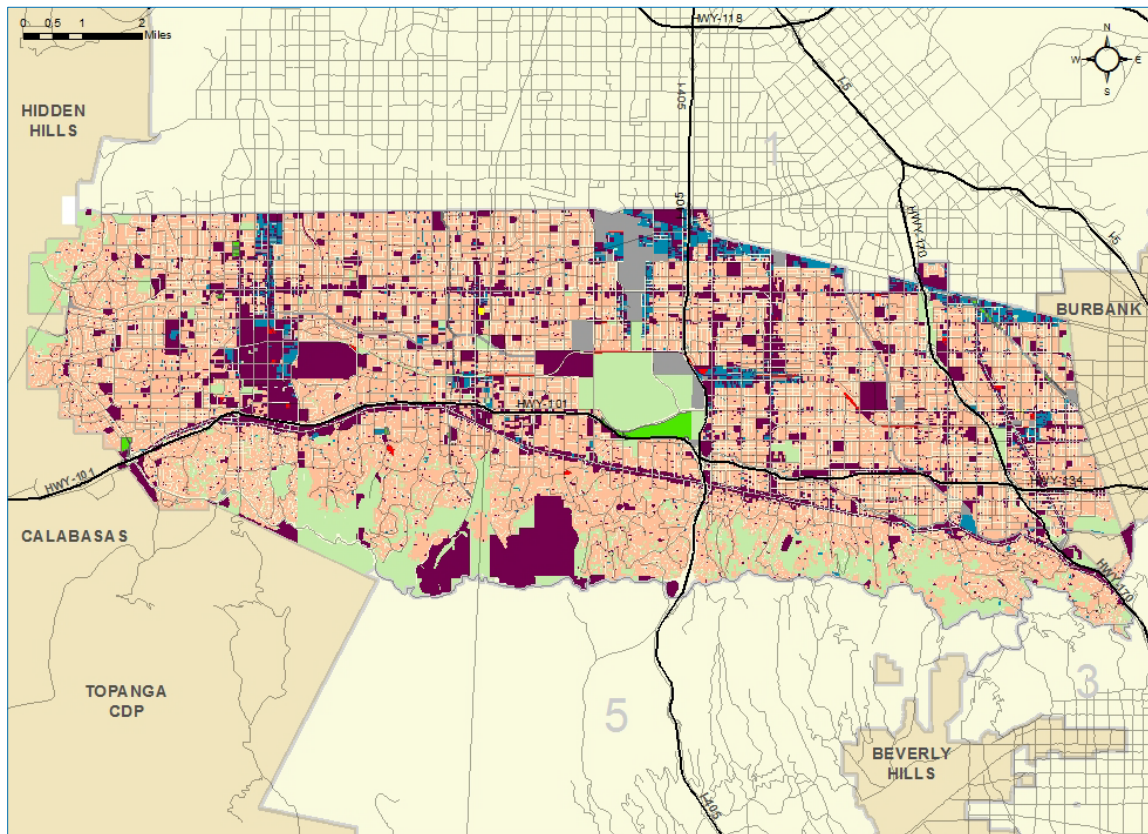 0 0.5 1 2
Miles
HWY-118
I-405
I-5
N
W E
S
HIDDEN
HILLS
1
I-405
HWY-170
I-5
BURBANK
HWY-101
HWY-101
HWY-134
CALABASAS
HWY-170
TOPANGA
CDP
5
3
BEVERLY
HILLS
I-405